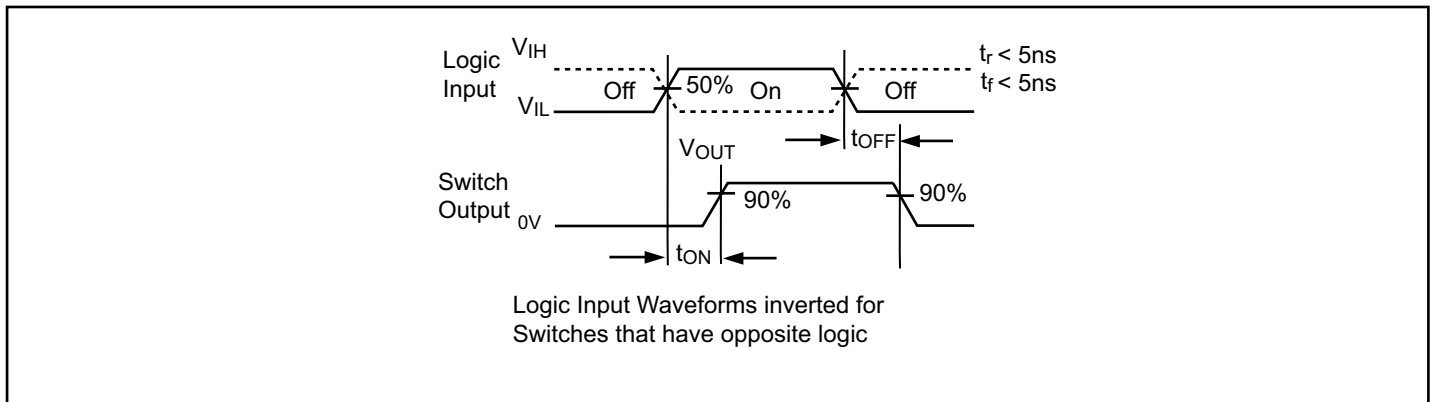 Logic Input
VIH
VIL
Off
50%
On
Off
tr < 5ns
tf < 5ns
tOFF
VOUT
Switch Output
0V
90%
90%
tON
Logic Input Waveforms inverted for
Switches that have opposite logic